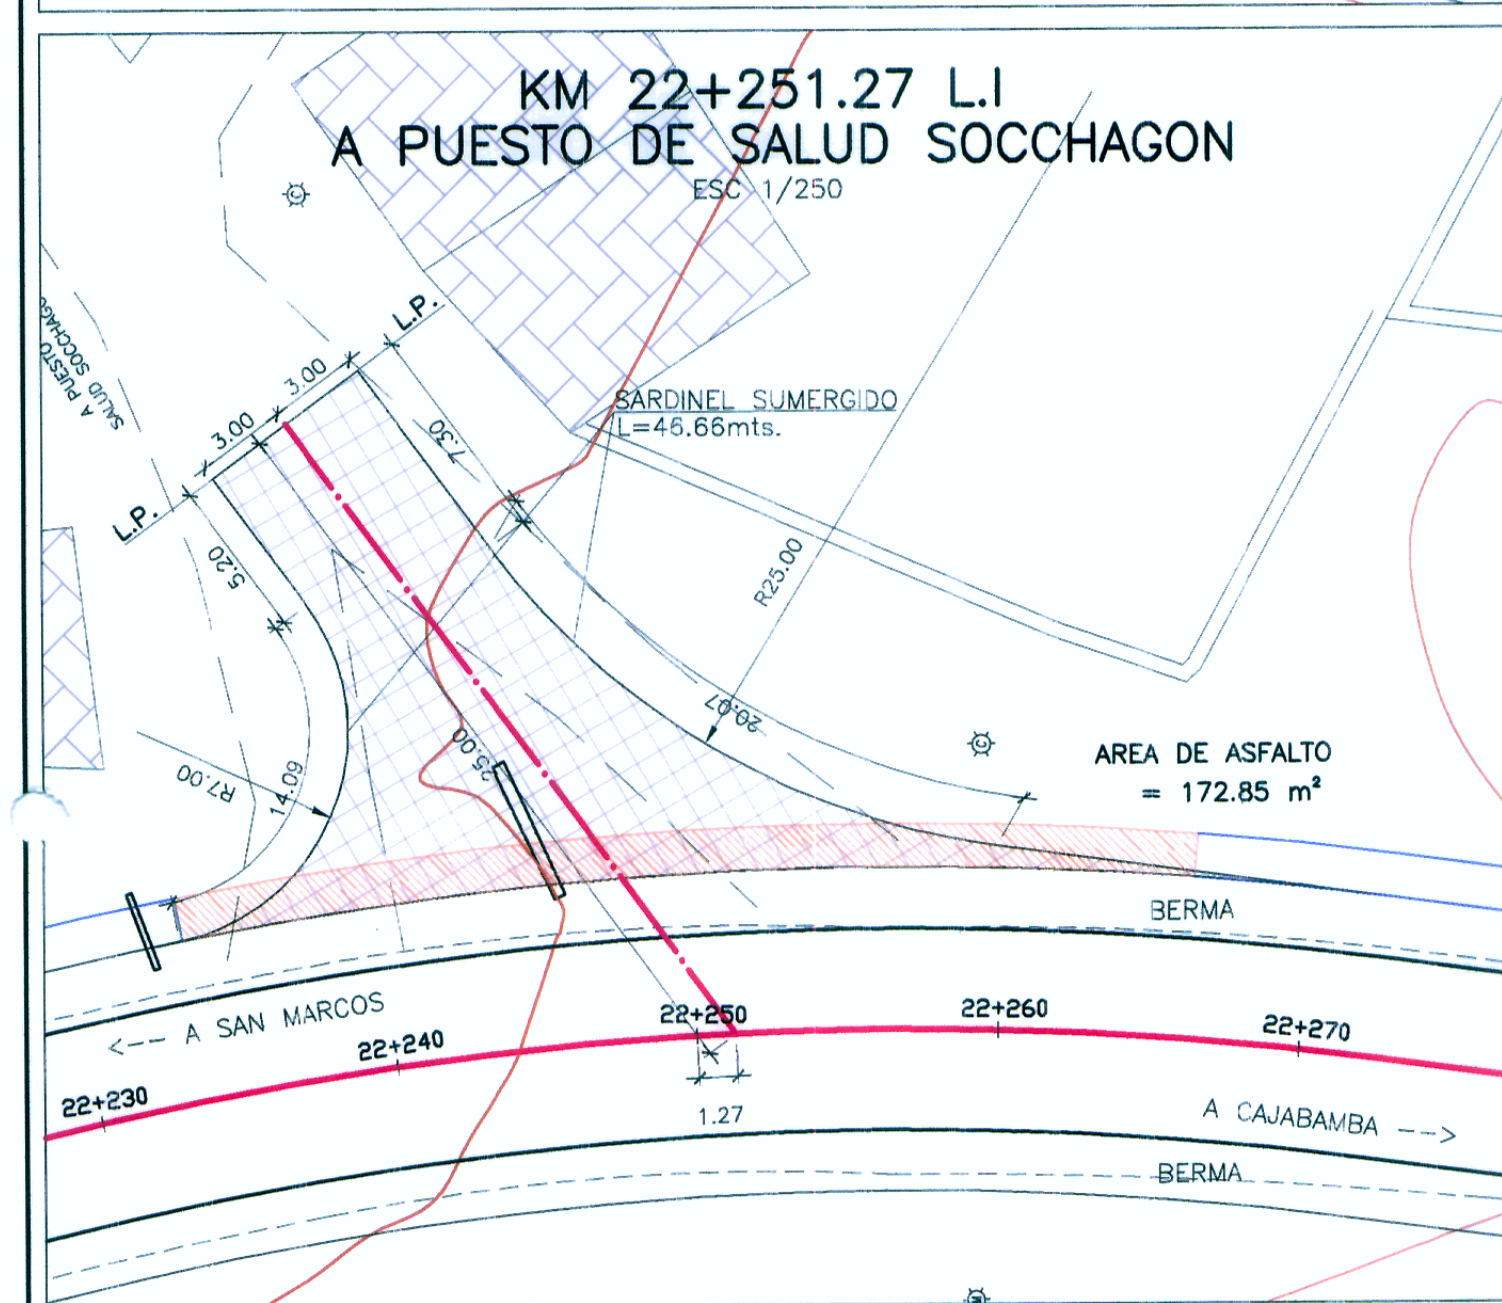 KM 22+251.27 L.I
A PUESTO DE SALUD SOCCHAGON
ESC 1/250
L.P.
3.00
3.00
L.P.
A PUESTO
SALUD SOCCHAGO
SARDINEL SUMERGIDO
L=46.66mts.
7.30
5.20
R25.00
20.07
25.00
R7.00
14.09
AREA DE ASFALTO
= 172.85 m²
BERMA
<--- A SAN MARCOS
22+230
22+240
22+250
22+260
22+270
1.27
A CAJABAMBA --->
BERMA